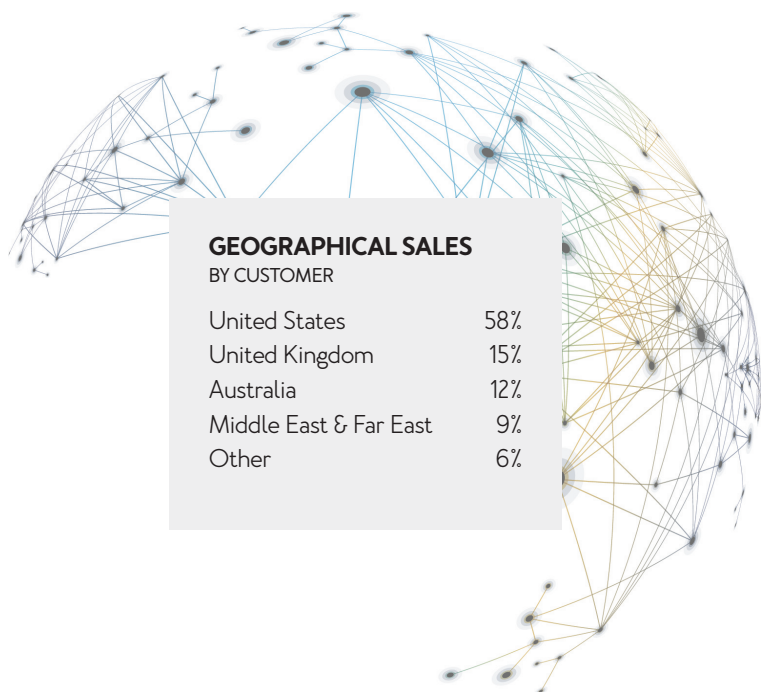 GEOGRAPHICAL SALES
BY CUSTOMER
United States 58%
United Kingdom 15%
Australia 12%
Middle East & Far East 9%
Other 6%